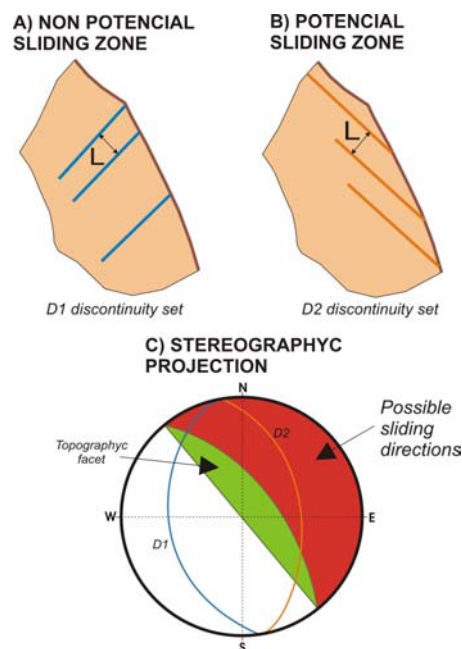 A) NON POTENCIAL
SLIDING ZONE
L
D1 discontinuity set
B) POTENCIAL
SLIDING ZONE
L
D2 discontinuity set
C) STEREOGRAPHYC
PROJECTION
N
D2
Possible
sliding
directions
Topographyc
facet
W
E
D1
S